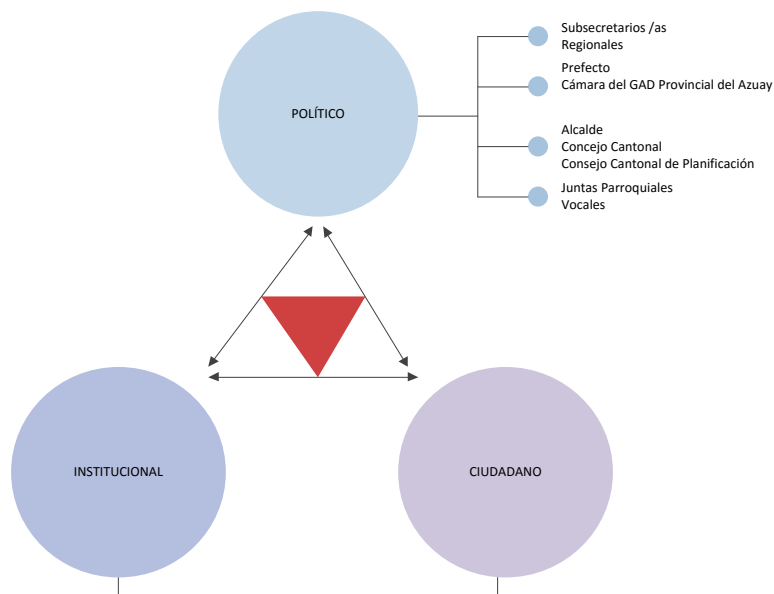 Subsecretarios /as
Regionales
Prefecto
Cámara del GAD Provincial del Azuay
POLÍTICO
Alcalde
Concejo Cantonal
Consejo Cantonal de Planificación
Juntas Parroquiales
Vocales
INSTITUCIONAL
CIUDADANO